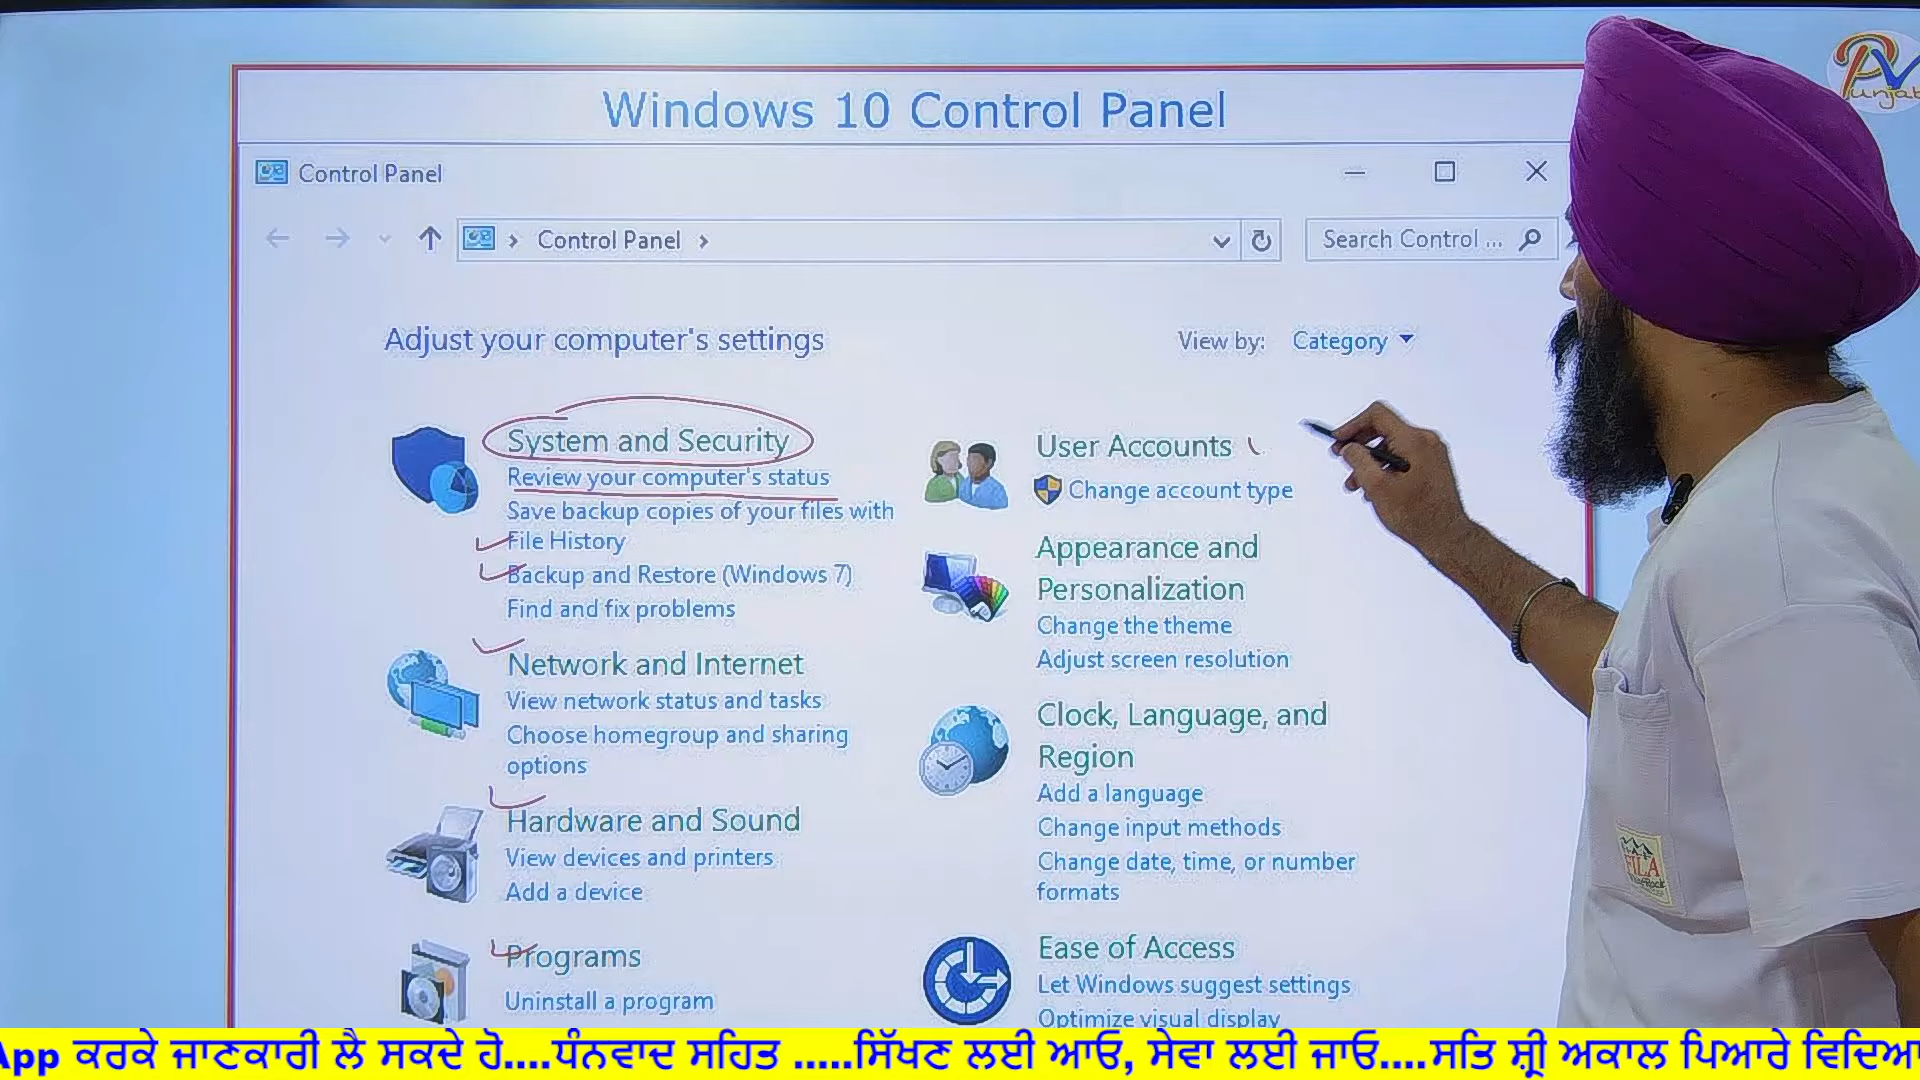 Windows 10 Control Panel
Control Panel
Control Panel
Search Control ...
Adjust your computer's settings
View by: Category
System and Security
Review your computer's status
Save backup copies of your files with
File History
Backup and Restore (Windows 7)
Find and fix problems
Network and Internet
View network status and tasks
Choose homegroup and sharing
options
Hardware and Sound
View devices and printers
Add a device
Programs
Uninstall a program
User Accounts
Change account type
Appearance and
Personalization
Change the theme
Adjust screen resolution
Clock, Language, and
Region
Add a language
Change input methods
Change date, time, or number
formats
Ease of Access
Let Windows suggest settings
Optimize visual display
FILA
App ਕਰਕੇ ਜਾਣਕਾਰੀ ਲੈ ਸਕਦੇ ਹੋ....ਧੰਨਵਾਦ ਸਹਿਤ .....ਸਿੱਖਣ ਲਈ ਆਓ, ਸੇਵਾ ਲਈ ਜਾਓ....ਸਤਿ ਸ਼੍ਰੀ ਅਕਾਲ ਪਿਆਰੇ ਵਿਦਿਆ